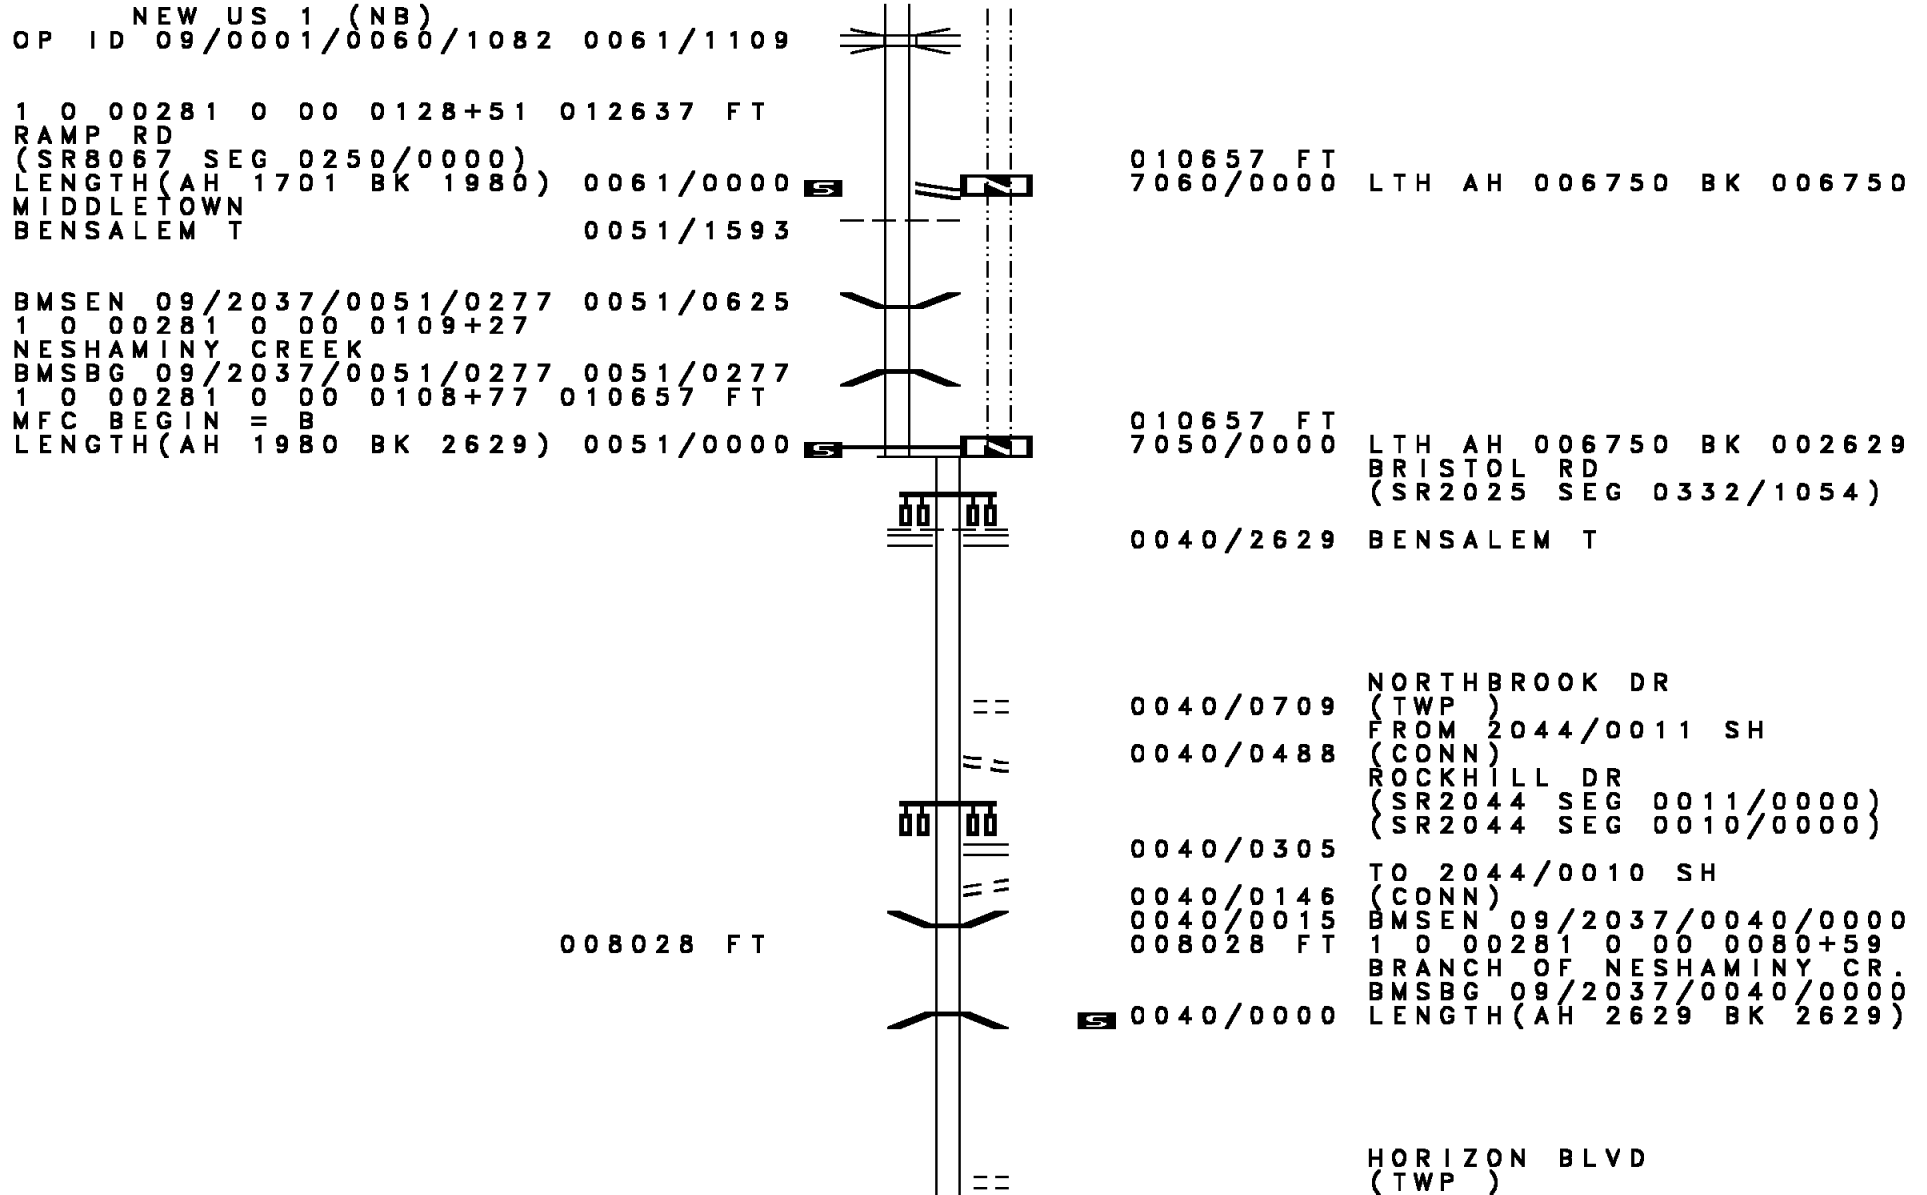 NEW US 1 (NB)
OP ID 09/0001/0060/1082 0061/1109
1 0 00281 0 00 0128+51 012637 FT
RAMP RD
(SR8067 SEG 0250/0000)
010657 FT
LENGTH(AH 1701 BK 1980) 0061/0000 S 7060/0000 LTH AH 006750 BK 006750
MIDDLETOWN
BENSALEM T 0051/1593
BMSEN 09/2037/0051/0277 0051/0625
1 0 00281 0 00 0109+27
NESHAMINY CREEK
BMSBG 09/2037/0051/0277 0051/0277
1 0 00281 0 00 0108+77 010657 FT
MFC BEGIN = B 010657 FT
LENGTH(AH 1980 BK 2629) 0051/0000 S 7050/0000 LTH AH 006750 BK 002629
BRISTOL RD
(SR2025 SEG 0332/1054)
0040/2629 BENSALEM T
NORTHBROOK DR
0040/0709 (TWP )
FROM 2044/0011 SH
0040/0488 (CONN)
ROCKHILL DR
(SR2044 SEG 0011/0000)
(SR2044 SEG 0010/0000)
0040/0305
TO 2044/0010 SH
0040/0146 (CONN)
0040/0015 BMSEN 09/2037/0040/0000
008028 FT 008028 FT 1 0 00281 0 00 0080+59
BRANCH OF NESHAMINY CR.
BMSBG 09/2037/0040/0000
S 0040/0000 LENGTH(AH 2629 BK 2629)
HORIZON BLVD
(TWP )